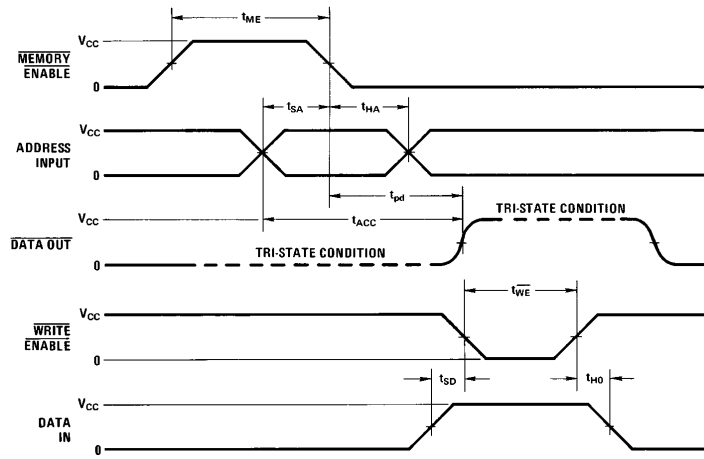 tME
VCC
MEMORY
ENABLE
0
tSA
tHA
VCC
ADDRESS
INPUT
0
tpd
tACC
VCC
TRI-STATE CONDITION
DATA OUT
TRI-STATE CONDITION
0
tWE
VCC
WRITE
ENABLE
0
tSD
tH0
VCC
DATA
IN
0